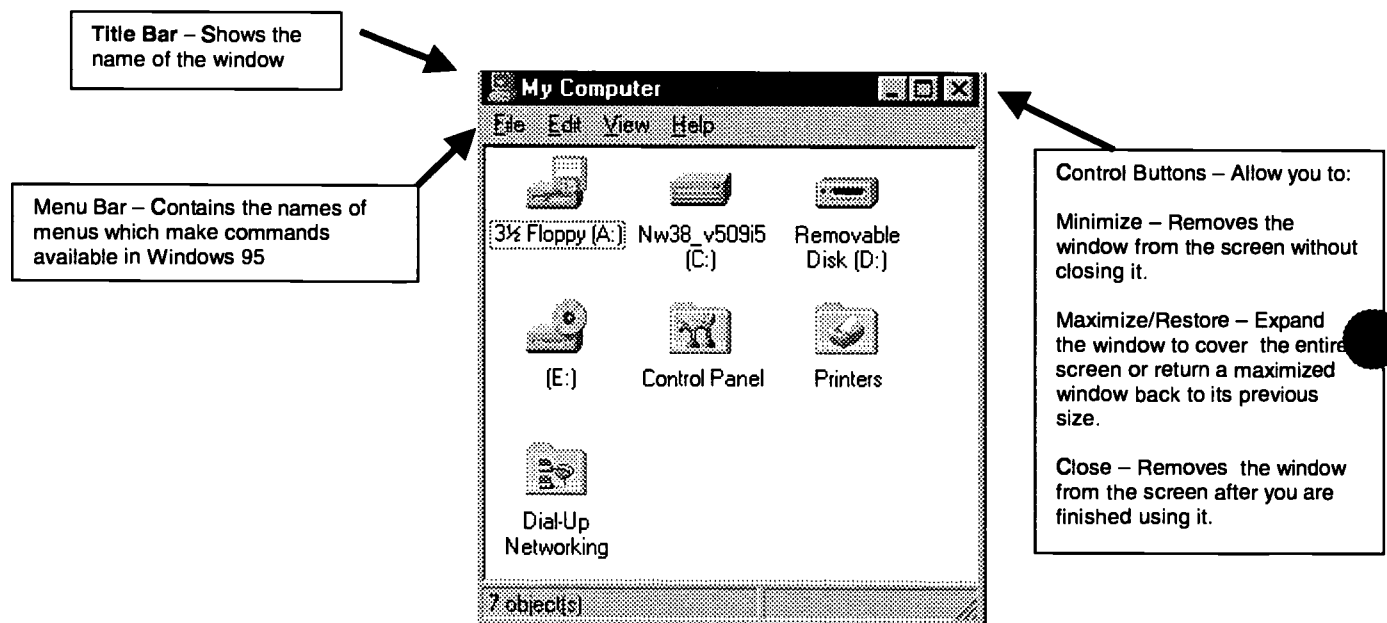 Title Bar – Shows the
name of the window
My Computer
File Edit View Help
Menu Bar – Contains the names of
menus which make commands
available in Windows 95
3½ Floppy (A:)
Nw38_v509i5
(C:)
Removable
Disk (D:)
(E:)
Control Panel
Printers
Dial-Up
Networking
7 object(s)
Control Buttons – Allow you to:
Minimize – Removes the
window from the screen without
closing it.
Maximize/Restore – Expand
the window to cover the entire
screen or return a maximized
window back to its previous
size.
Close – Removes the window
from the screen after you are
finished using it.